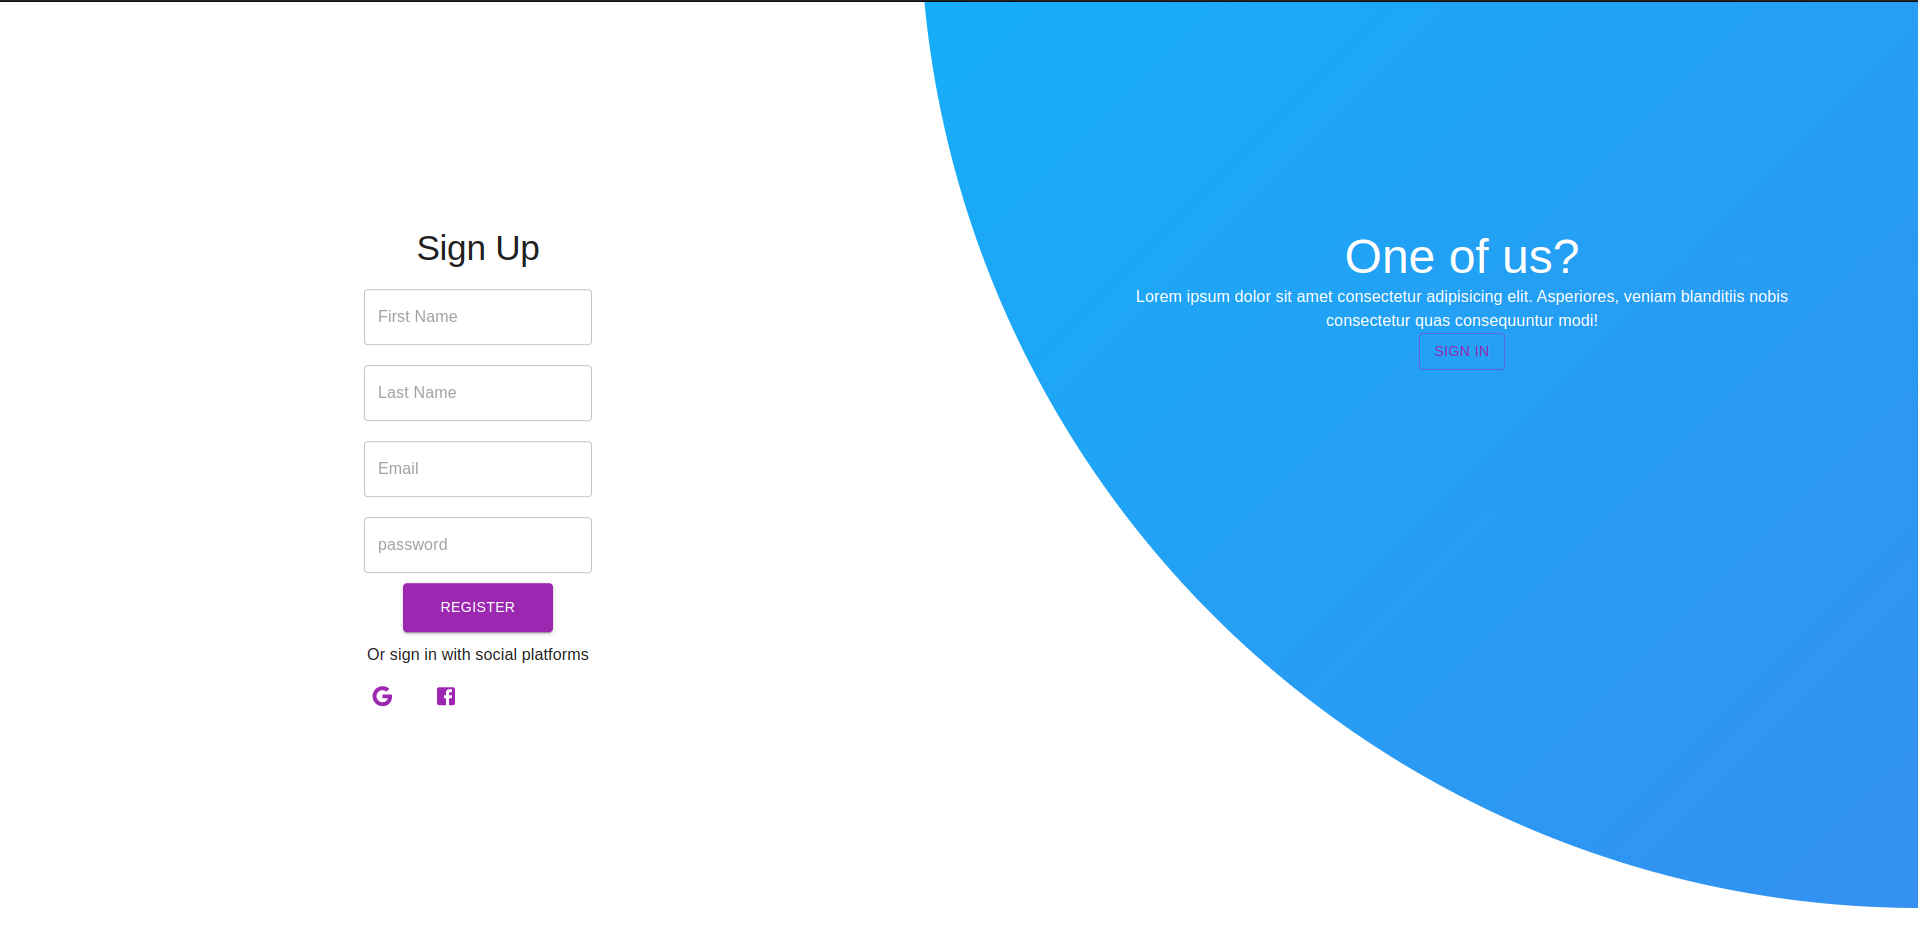 Sign Up
First Name
Last Name
Email
password
REGISTER
Or sign in with social platforms
One of us?
Lorem ipsum dolor sit amet consectetur adipisicing elit. Asperiores, veniam blanditiis nobis
consectetur quas consequuntur modi!
SIGN IN